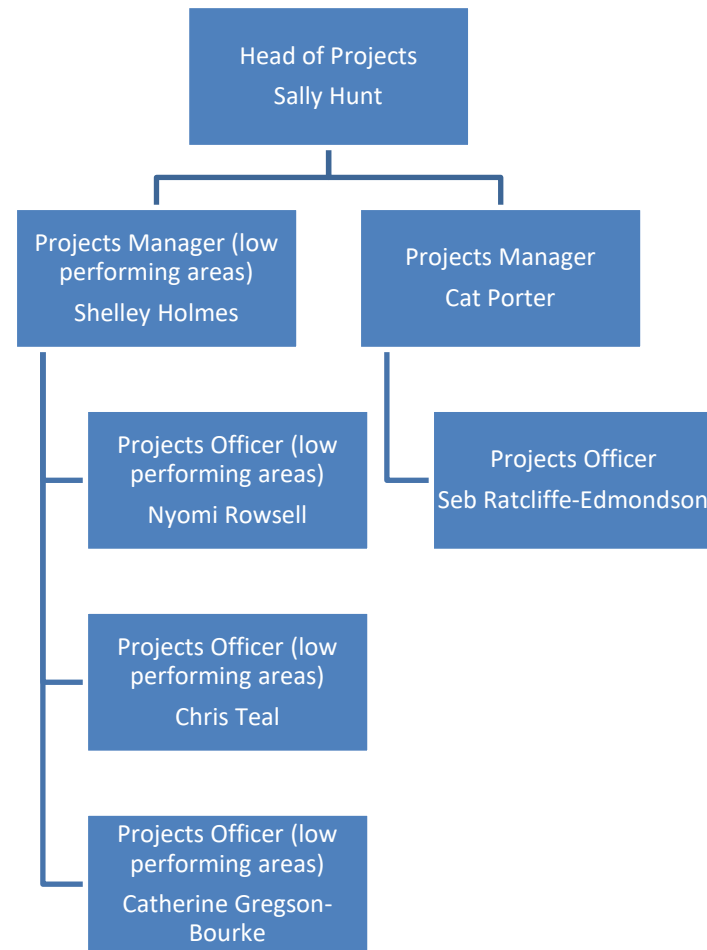 Head of Projects
Sally Hunt
Projects Manager (low
performing areas)
Shelley Holmes
Projects Manager
Cat Porter
Projects Officer (low
performing areas)
Nyomi Rowsell
Projects Officer
Seb Ratcliffe-Edmondson
Projects Officer (low
performing areas)
Chris Teal
Projects Officer (low
performing areas)
Catherine Gregson-
Bourke